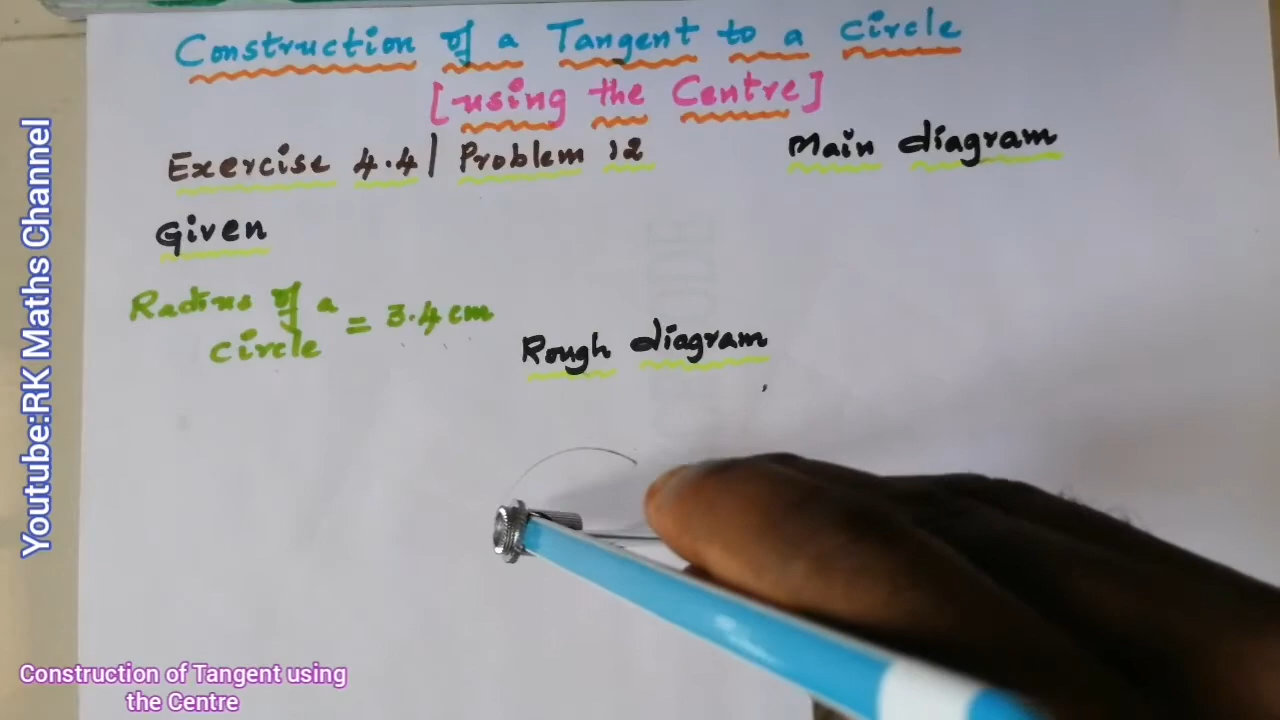 Construction of a Tangent to a circle
[using the Centre]
Exercise 4.4| Problem 12
Main diagram
Given
Radius of a circle = 3.4 cm
Rough diagram
Youtube:RK Maths Channel
Construction of Tangent using
the Centre